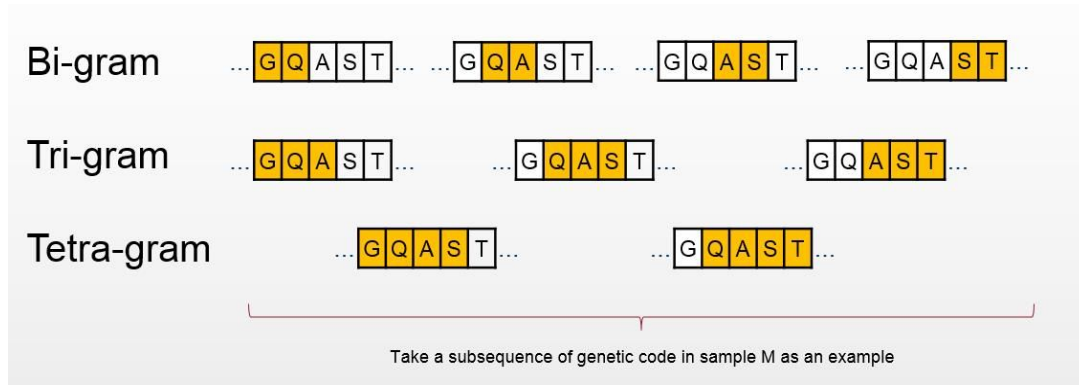 Bi-gram ...GQAST... ...GQAST... ...GQAST... ...GQAST...
Tri-gram ...GQAST... ...GQAST... ...GQAST...
Tetra-gram ...GQAST... ...GQAST...
Take a subsequence of genetic code in sample M as an example